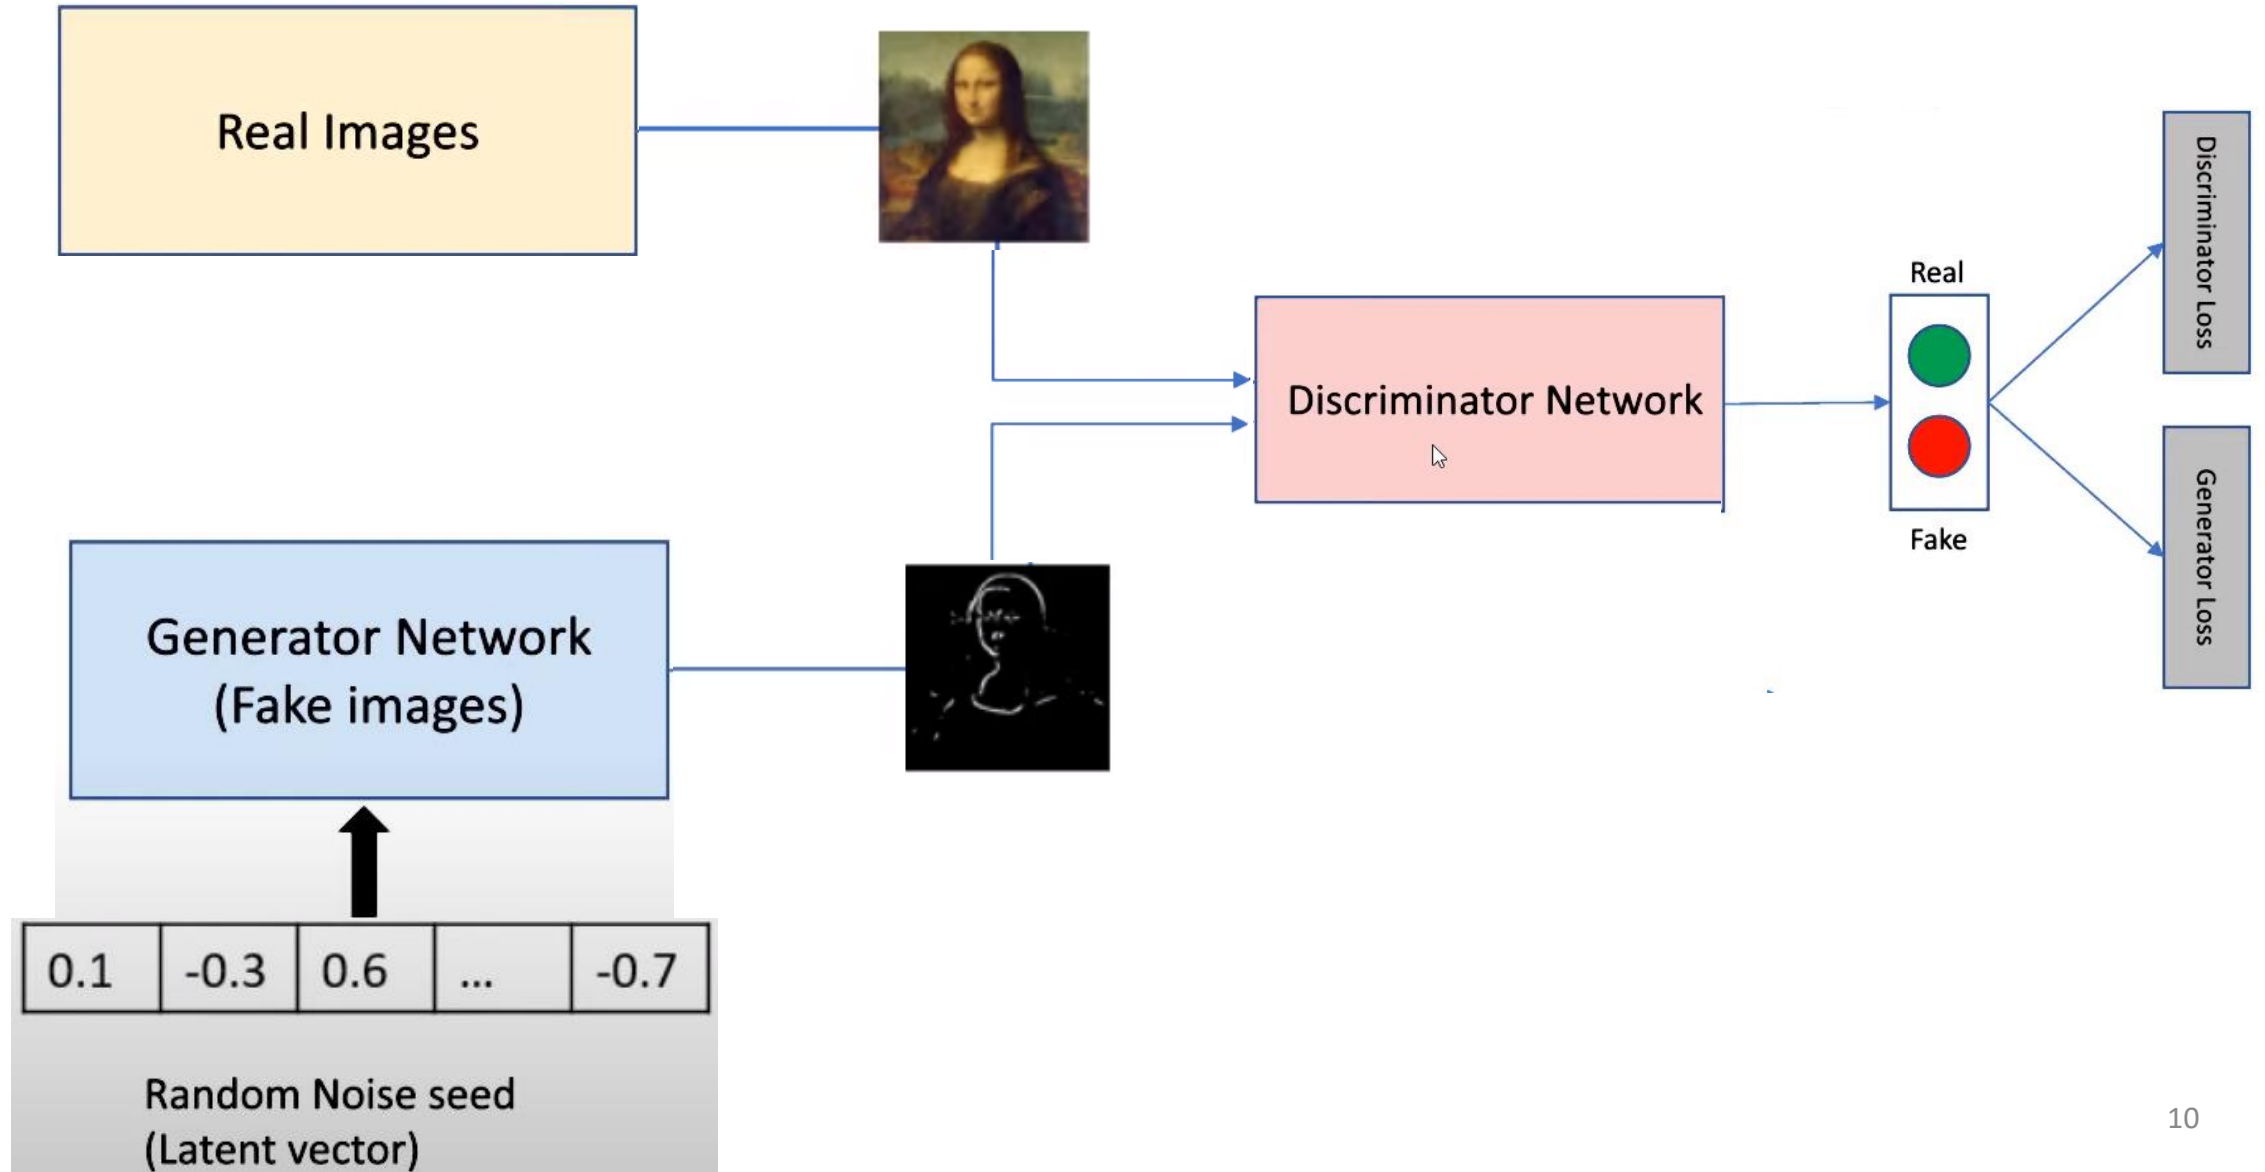 Real Images
Discriminator Loss
Real
Discriminator Network
Fake
Generator Loss
Generator Network
(Fake images)
0.1 -0.3 0.6 ... -0.7
Random Noise seed
(Latent vector)
10